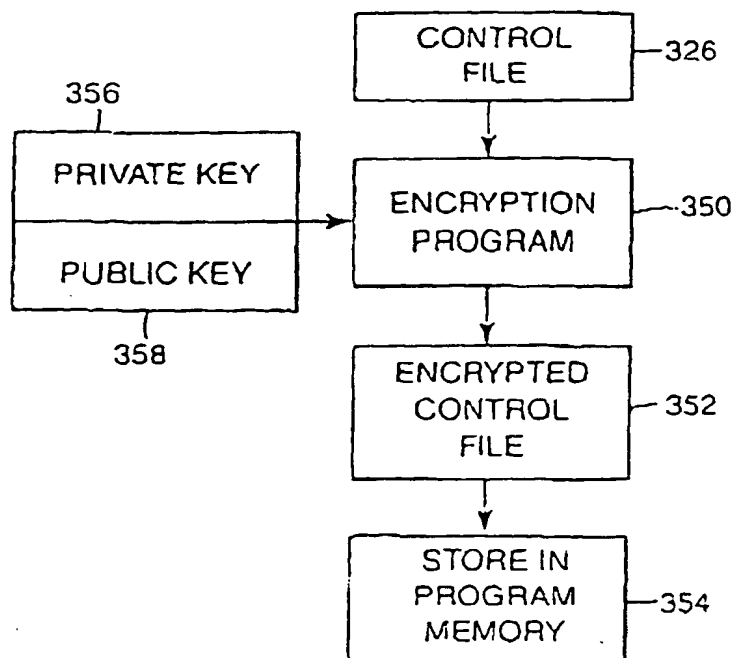 CONTROL
FILE
326
356
PRIVATE KEY
PUBLIC KEY
358
ENCRYPTION
PROGRAM
350
ENCRYPTED
CONTROL
FILE
352
STORE IN
PROGRAM
MEMORY
354